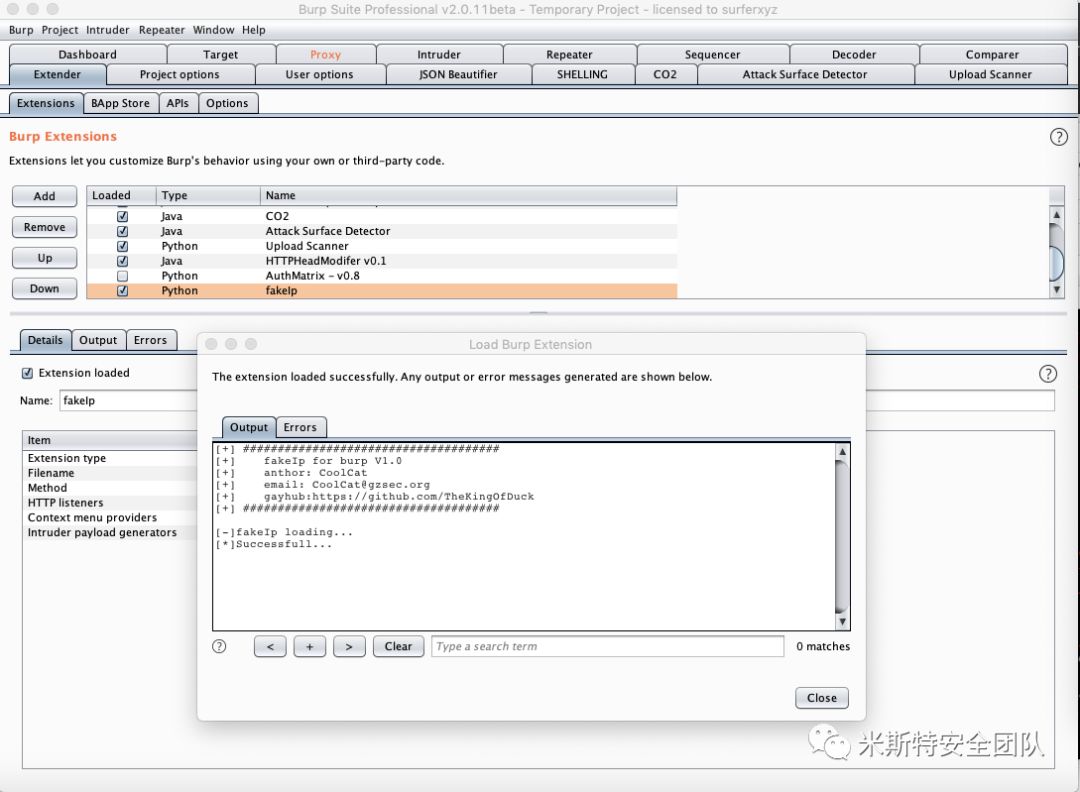 Burp Suite Professional v2.0.11beta - Temporary Project - licensed to surferxyz
Burp Project Intruder Repeater Window Help
Dashboard Target Proxy Intruder Repeater Sequencer Decoder Comparer
Extender Project options User options JSON Beautifier SHELLING CO2 Attack Surface Detector Upload Scanner
Extensions BApp Store APIs Options
Burp Extensions
?
Extensions let you customize Burp's behavior using your own or third-party code.
Add
Remove
Up
Down
Loaded Type Name
Java CO2
Java Attack Surface Detector
Python Upload Scanner
Java HTTPHeadModifer v0.1
Python AuthMatrix - v0.8
Python fakeIp
Details Output Errors
Extension loaded
?
Name: fakeIp
Item
Extension type
Filename
Method
HTTP listeners
Context menu providers
Intruder payload generators
Load Burp Extension
The extension loaded successfully. Any output or error messages generated are shown below.
Output Errors
[+] #####################################
[+] fakeIp for burp V1.0
[+] anthor: CoolCat
[+] email: CoolCat@gzsec.org
[+] gayhub:https://github.com/TheKingOfDuck
[+] #####################################
[-]fakeIp loading...
[*]Successfull...
? < + > Clear Type a search term 0 matches
Close
米斯特安全团队